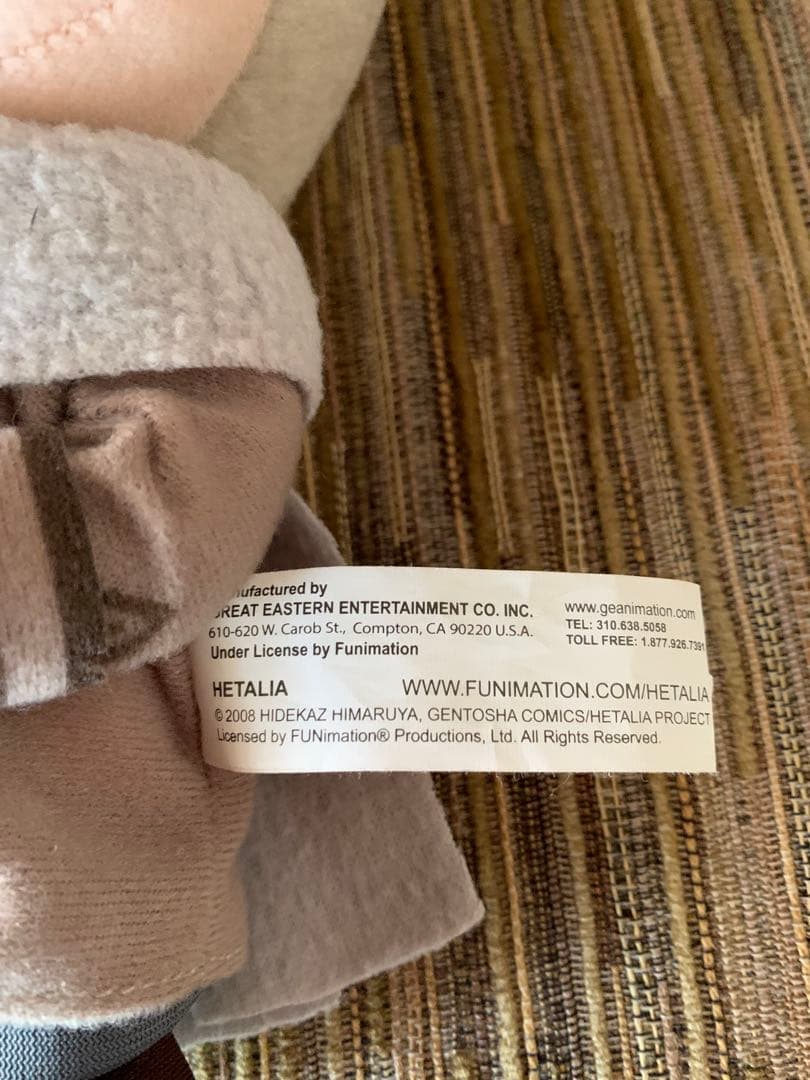 ufactured by
GREAT EASTERN ENTERTAINMENT CO. INC.
610-620 W. Carob St., Compton, CA 90220 U.S.A.
Under License by Funimation
www.geanimation.com
TEL: 310.638.5058
TOLL FREE: 1.877.926.7391
HETALIA WWW.FUNIMATION.COM/HETALIA
© 2008 HIDEKAZ HIMARUYA, GENTOSHA COMICS/HETALIA PROJECT
Licensed by FUNimation® Productions, Ltd. All Rights Reserved.